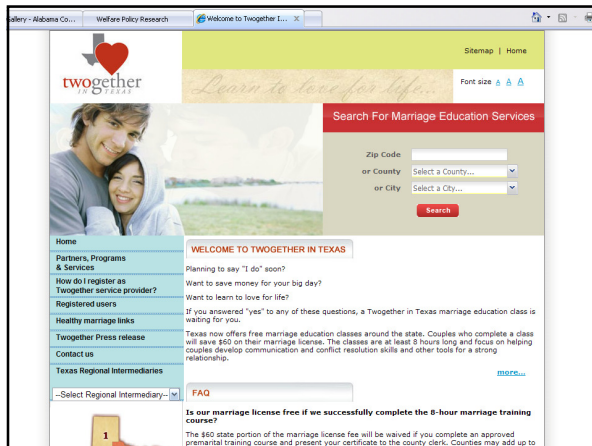 allery - Alabama Co...
Welfare Policy Research
Welcome to Twogether I...
Sitemap | Home
twogether
IN TEXAS
Learn to love for life...
Font size A A A
Search For Marriage Education Services
Zip Code
or County Select a County...
or City Select a City...
Search
Home
Partners, Programs
& Services
How do I register as
Twogether service provider?
Registered users
Healthy marriage links
Twogether Press release
Contact us
Texas Regional Intermediaries
--Select Regional Intermediary--
1
WELCOME TO TWOGETHER IN TEXAS
Planning to say "I do" soon?
Want to save money for your big day?
Want to learn to love for life?
If you answered "yes" to any of these questions, a Twogether in Texas marriage education class is
waiting for you.
Texas now offers free marriage education classes around the state. Couples who complete a class
will save $60 on their marriage license. The classes are at least 8 hours long and focus on helping
couples develop communication and conflict resolution skills and other tools for a strong
relationship.
more...
FAQ
Is our marriage license free if we successfully complete the 8-hour marriage training
course?
The $60 state portion of the marriage license fee will be waived if you complete an approved
premarital training course and present your certificate to the county clerk. Counties may add up to